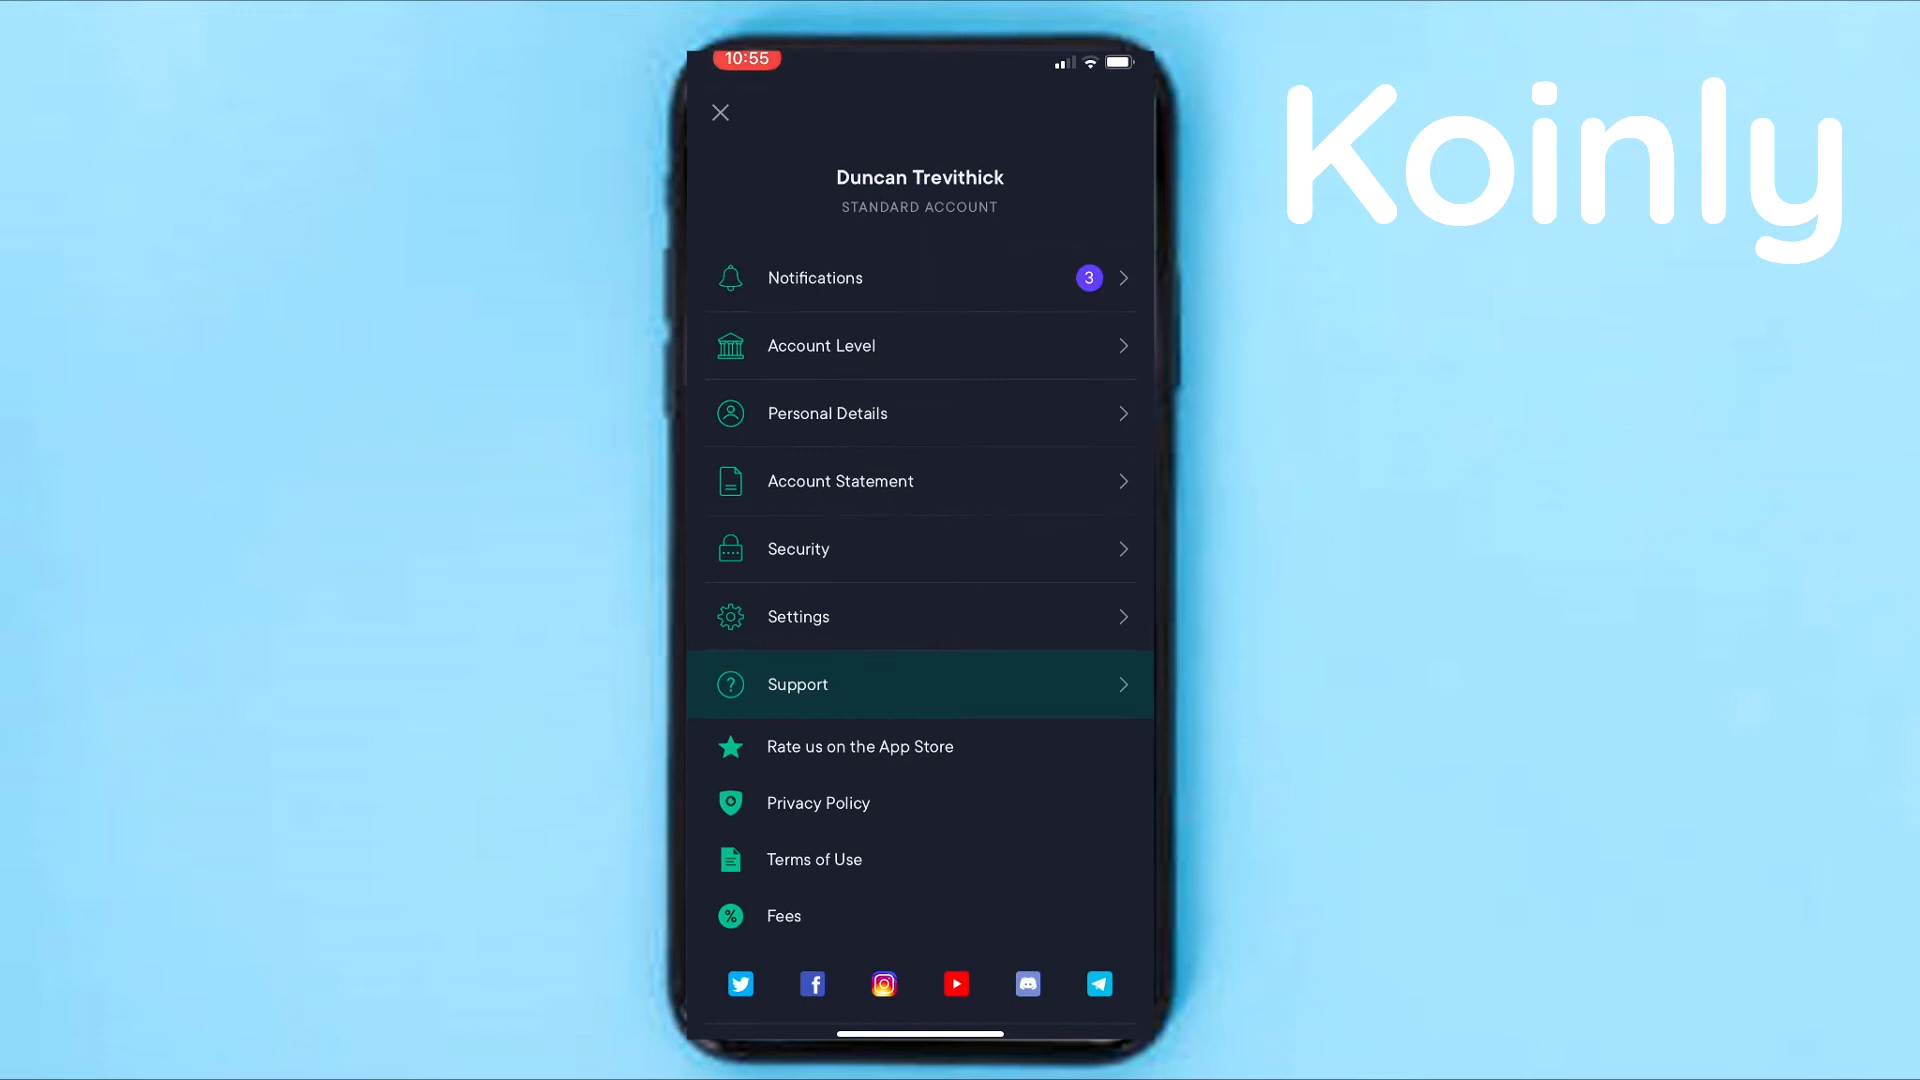 10:55
Koinly
Duncan Trevithick
STANDARD ACCOUNT
Notifications 3
Account Level
Personal Details
Account Statement
Security
Settings
? Support
Rate us on the App Store
Privacy Policy
Terms of Use
% Fees